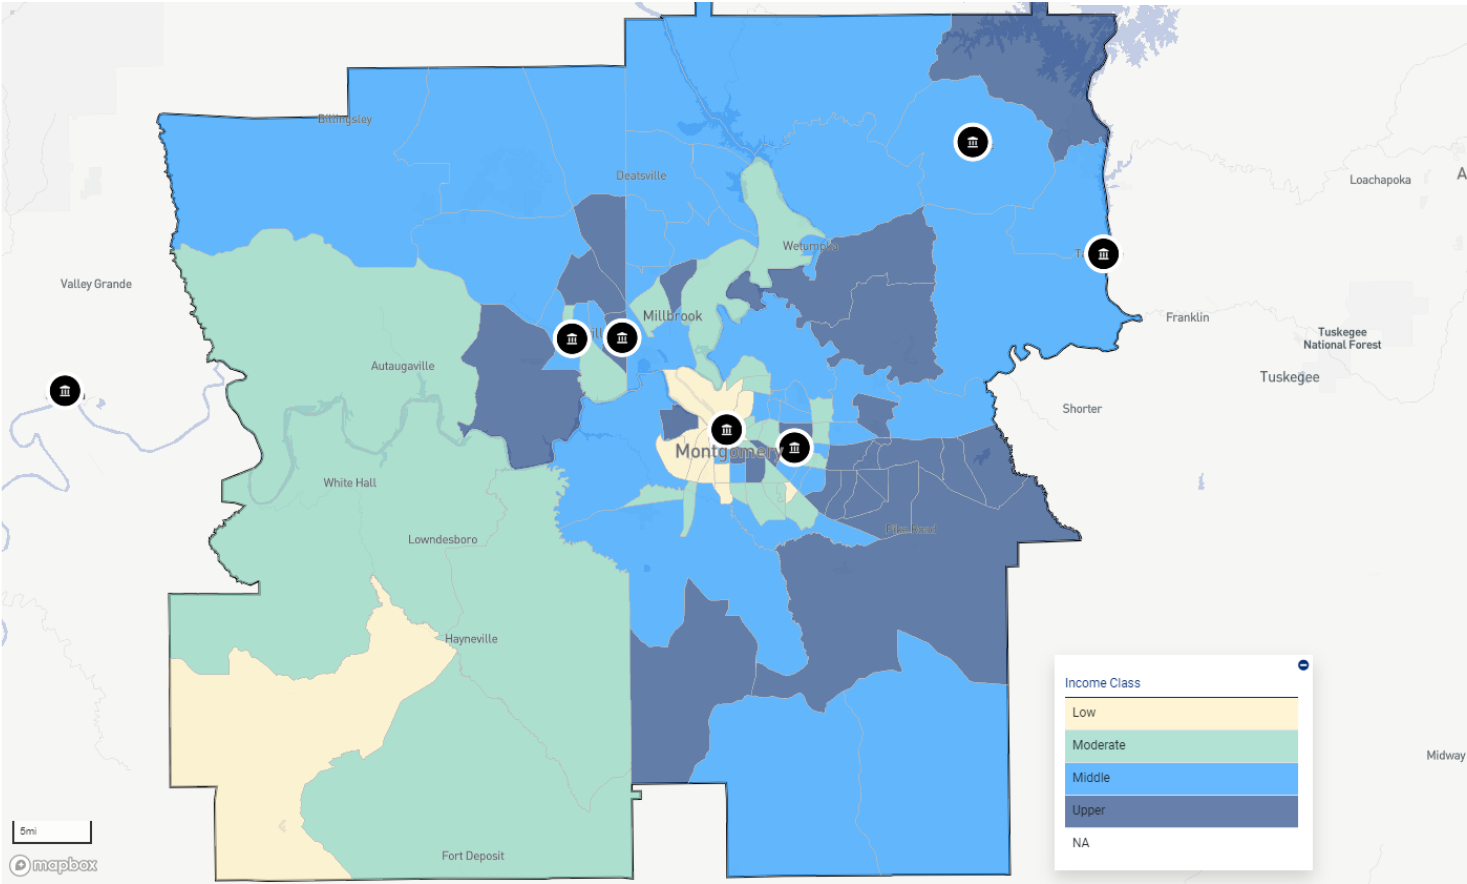 Billingsley
Deatsville
Loachapoka
A
Wetumpka
Valley Grande
Millbrook
Franklin
Tuskegee
National Forest
Autaugaville
Tuskegee
Shorter
Montgomery
White Hall
Pike Road
Lowndesboro
Hayneville
Income Class
Low
Moderate
Middle
Upper
NA
Midway
5mi
Fort Deposit
mapbox